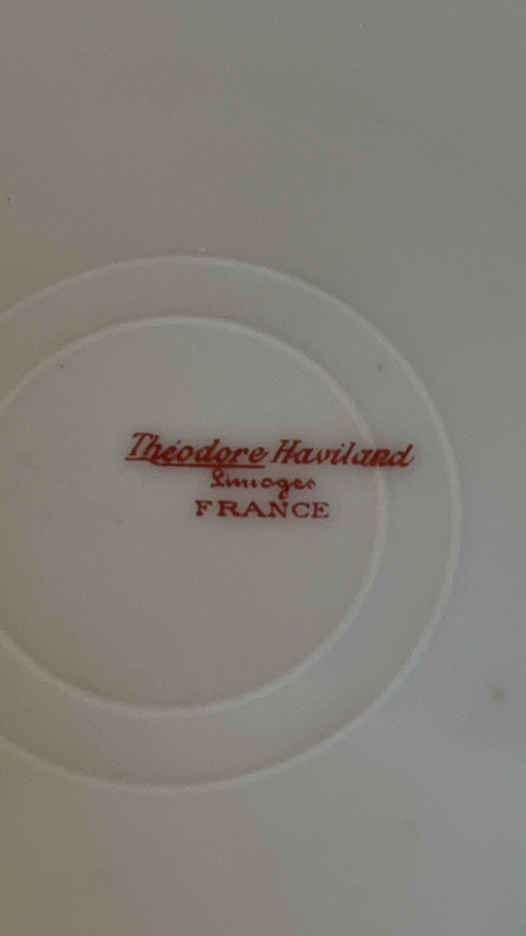 Théodore Haviland
Limoges
FRANCE